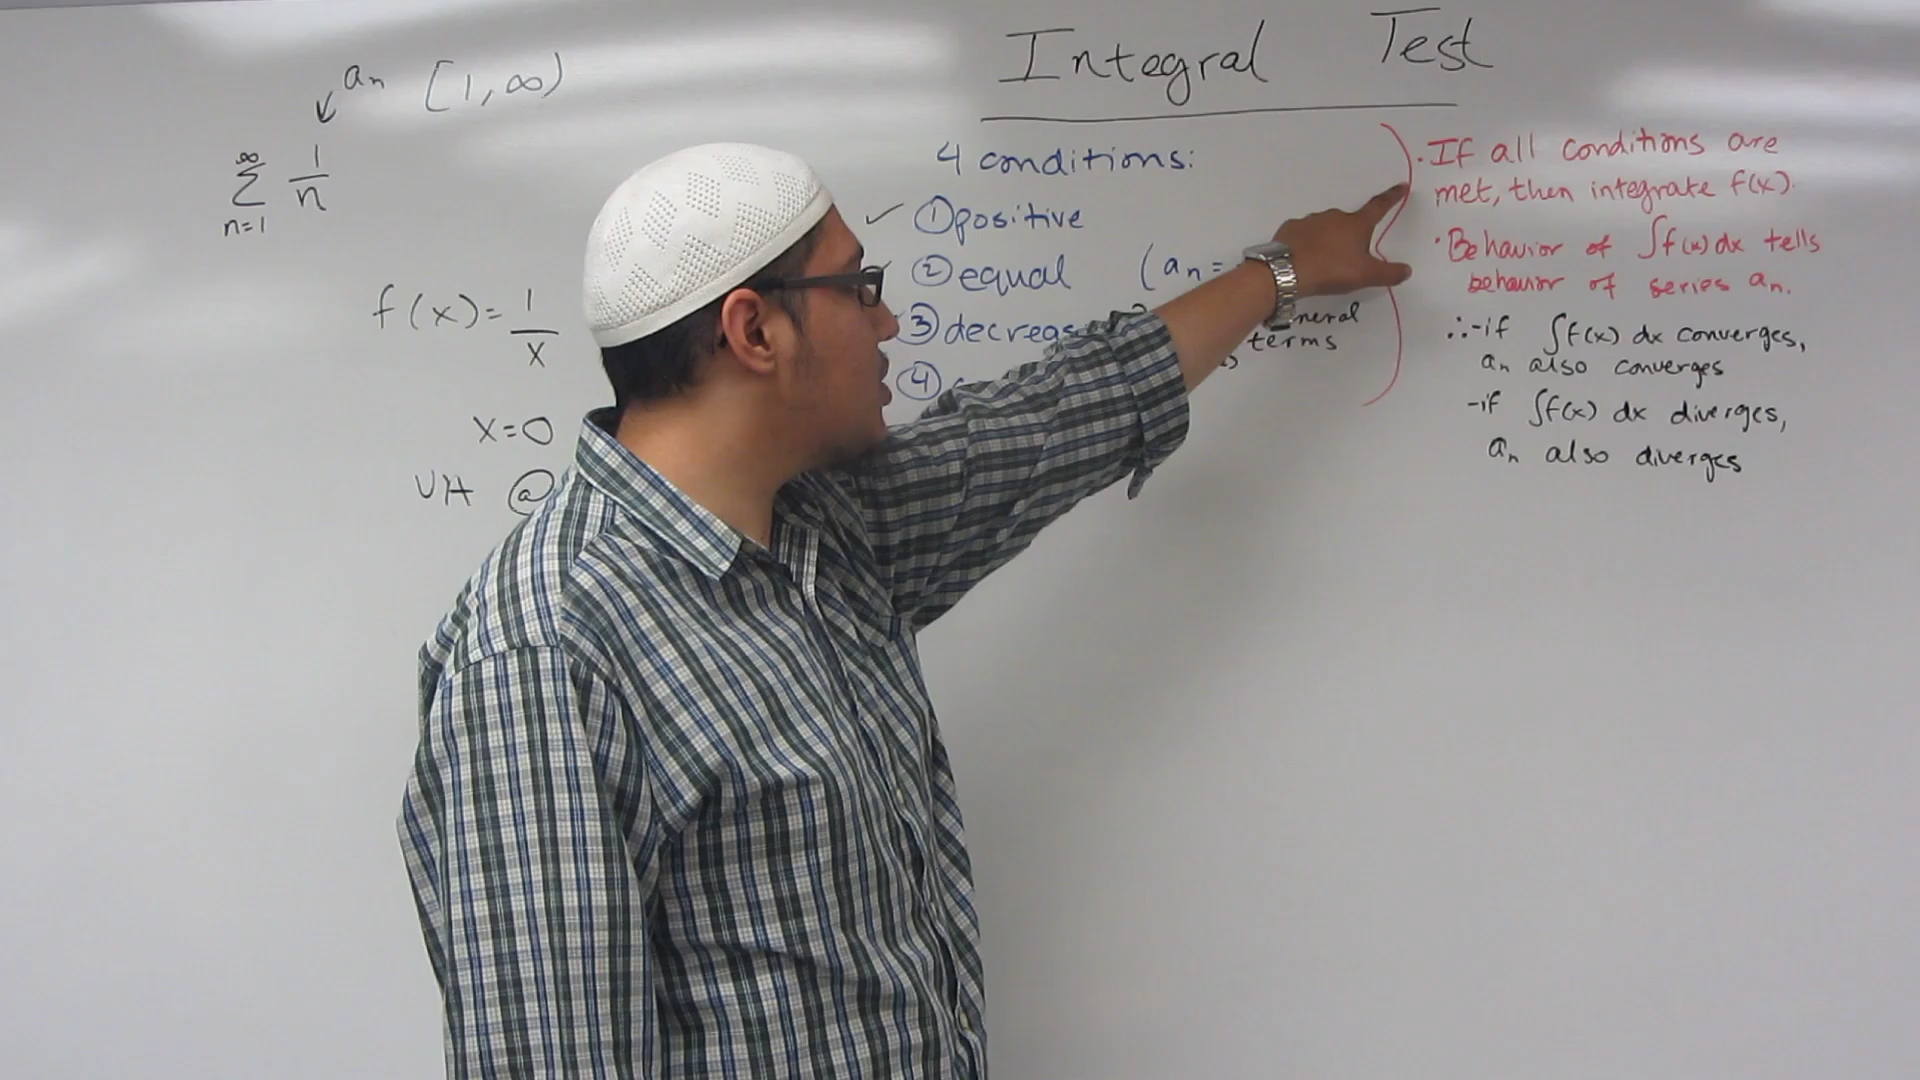 Integral Test
aₙ [1, ∞)
∞ Σ n=1 1/n
f(x) = 1/x
x=0
VA @
4 conditions:
① positive
② equal (aₙ =
③
④
terms
• If all conditions are
met, then integrate f(x).
• Behavior of ∫f(x)dx tells
behavior of series aₙ.
∴ -if ∫f(x) dx converges,
aₙ also converges
-if ∫f(x) dx diverges,
aₙ also diverges